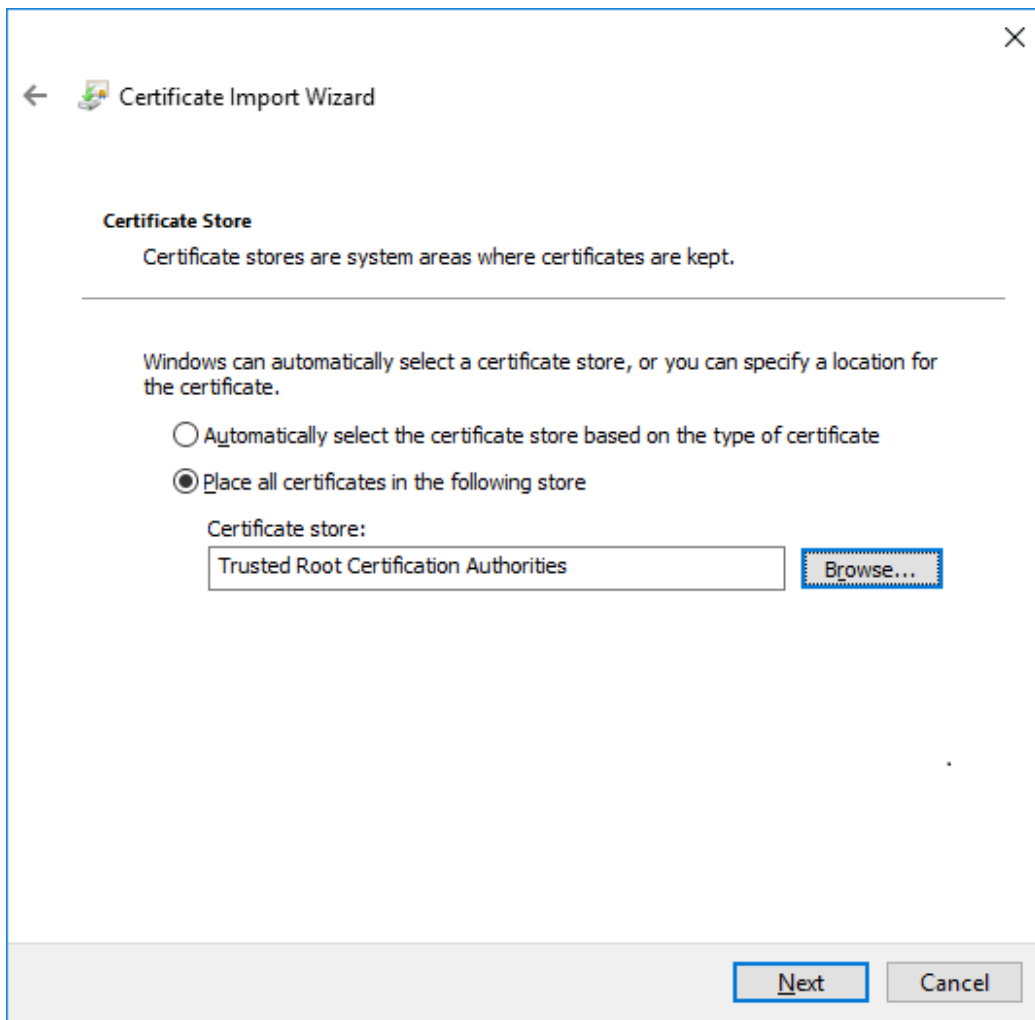 Certificate Import Wizard
Certificate Store
Certificate stores are system areas where certificates are kept.
Windows can automatically select a certificate store, or you can specify a location for
the certificate.
Automatically select the certificate store based on the type of certificate
Place all certificates in the following store
Certificate store:
Trusted Root Certification Authorities
Browse...
Next
Cancel